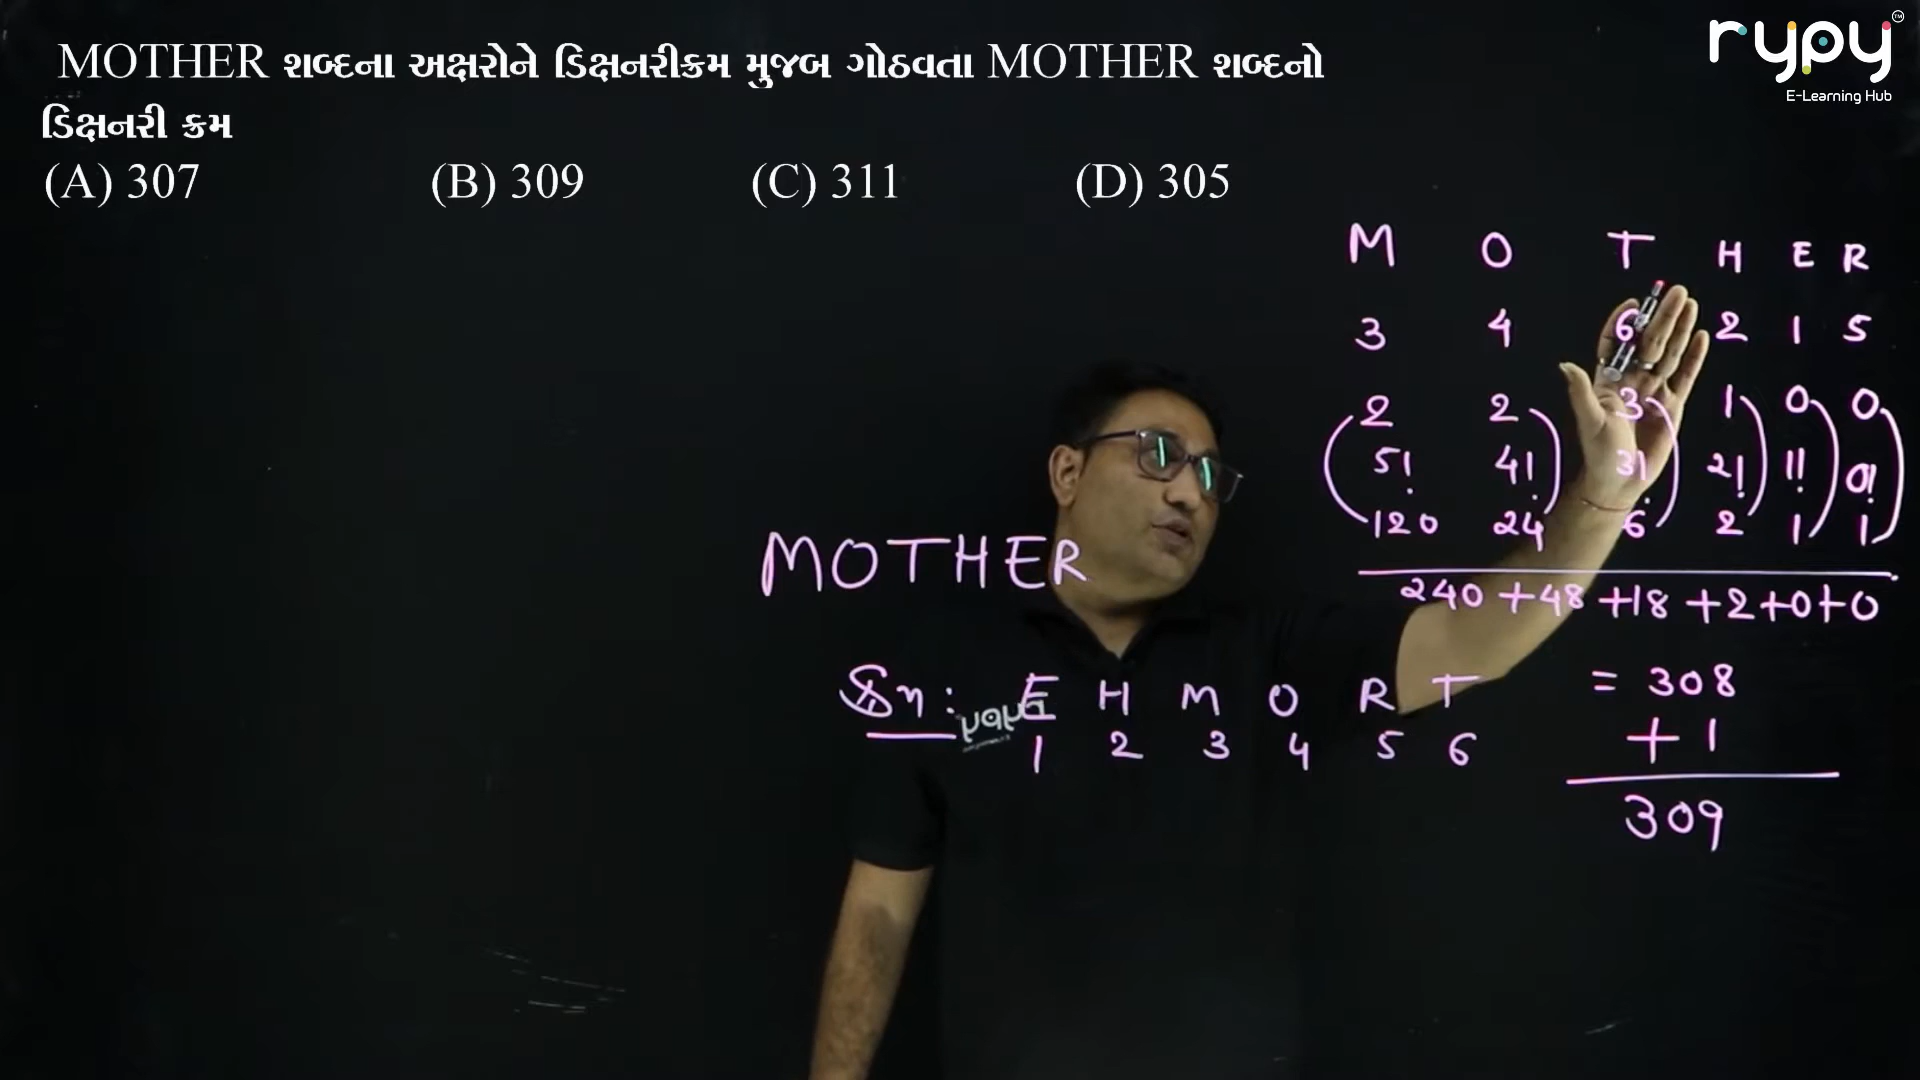 MOTHER શબ્દના અક્ષરોને ડિક્ષનરીક્રમ મુજબ ગોઠવતા MOTHER શબ્દનો
ડિક્ષનરી ક્રમ
(A) 307 (B) 309 (C) 311 (D) 305
rypy TM
E-Learning Hub
M O T H E R
3 4 6 2 1 5
2 2 3 1 0 0
5! 4! 3! 2! 1! 0!
120 24 6 2 1 1
240 + 48 + 18 + 2 + 0 + 0
= 308
+ 1
309
MOTHER
ક્રમ : E H M O R T
1 2 3 4 5 6